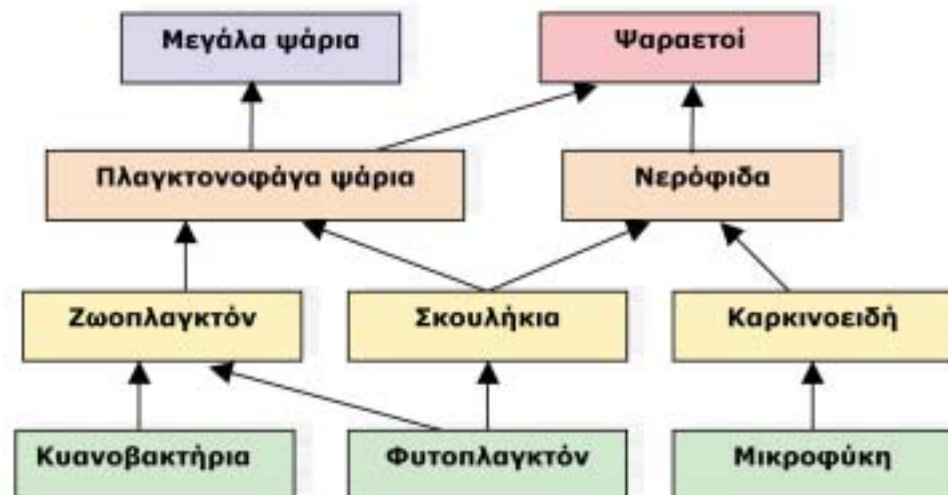 Μεγάλα ψάρια
Ψαραετοί
Πλαγκτονοφάγα ψάρια
Νερόφιδα
Ζωοπλαγκτόν
Σκουλήκια
Καρκινοειδή
Κυανοβακτήρια
Φυτοπλαγκτόν
Μικροφύκη